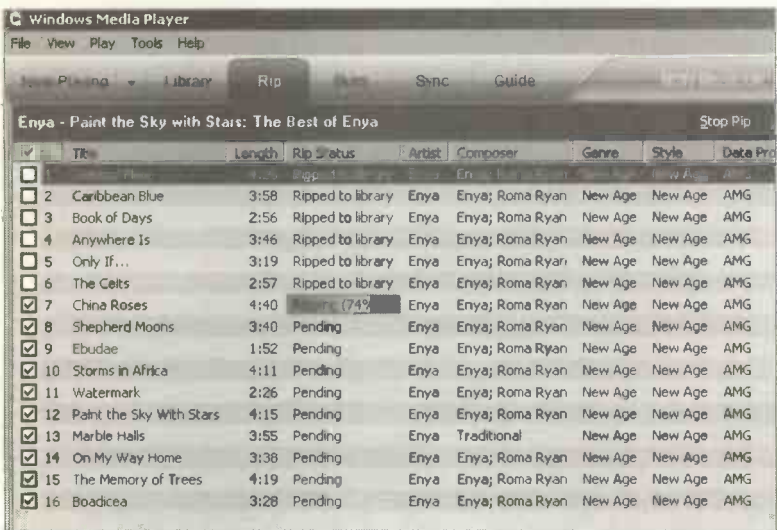 Windows Media Player
File View Play Tools Help
Library Rip Sync Guide
Enya - Paint the Sky with Stars: The Best of Enya Stop Rip
Title Length Rip Status Artist Composer Genre Style Data Pro
2 Caribbean Blue 3:58 Ripped to library Enya Enya; Roma Ryan New Age New Age AMG
3 Book of Days 2:56 Ripped to library Enya Enya; Roma Ryan New Age New Age AMG
4 Anywhere Is 3:46 Ripped to library Enya Enya; Roma Ryan New Age New Age AMG
5 Only If... 3:19 Ripped to library Enya Enya; Roma Ryan New Age New Age AMG
6 The Celts 2:57 Ripped to library Enya Enya; Roma Ryan New Age New Age AMG
7 China Roses 4:40 (74% Enya Enya; Roma Ryan New Age New Age AMG
8 Shepherd Moons 3:40 Pending Enya Enya; Roma Ryan New Age New Age AMG
9 Ebudae 1:52 Pending Enya Enya; Roma Ryan New Age New Age AMG
10 Storms in Africa 4:11 Pending Enya Enya; Roma Ryan New Age New Age AMG
11 Watermark 2:26 Pending Enya Enya; Roma Ryan New Age New Age AMG
12 Paint the Sky With Stars 4:15 Pending Enya Enya; Roma Ryan New Age New Age AMG
13 Marble Halls 3:55 Pending Enya Traditional New Age New Age AMG
14 On My Way Home 3:38 Pending Enya Enya; Roma Ryan New Age New Age AMG
15 The Memory of Trees 4:19 Pending Enya Enya; Roma Ryan New Age New Age AMG
16 Boadicea 3:28 Pending Enya Enya; Roma Ryan New Age New Age AMG